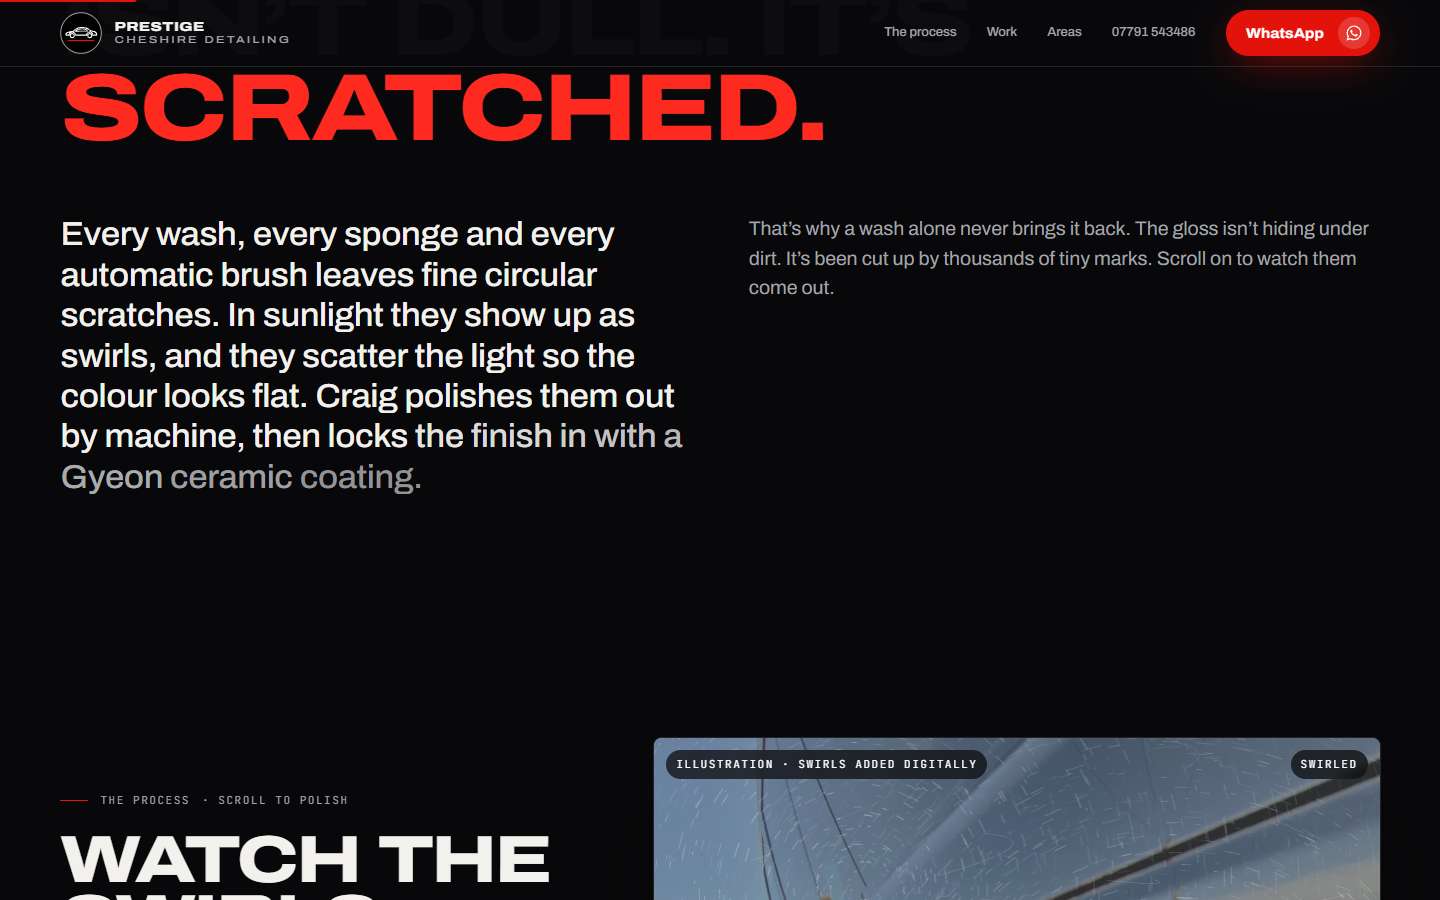 PRESTIGE
CHESHIRE DETAILING
The process
Work
Areas
07791 543486
WhatsApp
N'T DULL. IT'S
SCRATCHED.
Every wash, every sponge and every
automatic brush leaves fine circular
scratches. In sunlight they show up as
swirls, and they scatter the light so the
colour looks flat. Craig polishes them out
by machine, then locks the finish in with a
Gyeon ceramic coating.
That’s why a wash alone never brings it back. The gloss isn’t hiding under
dirt. It’s been cut up by thousands of tiny marks. Scroll on to watch them
come out.
ILLUSTRATION · SWIRLS ADDED DIGITALLY
SWIRLED
THE PROCESS · SCROLL TO POLISH
WATCH THE
SWIRLS